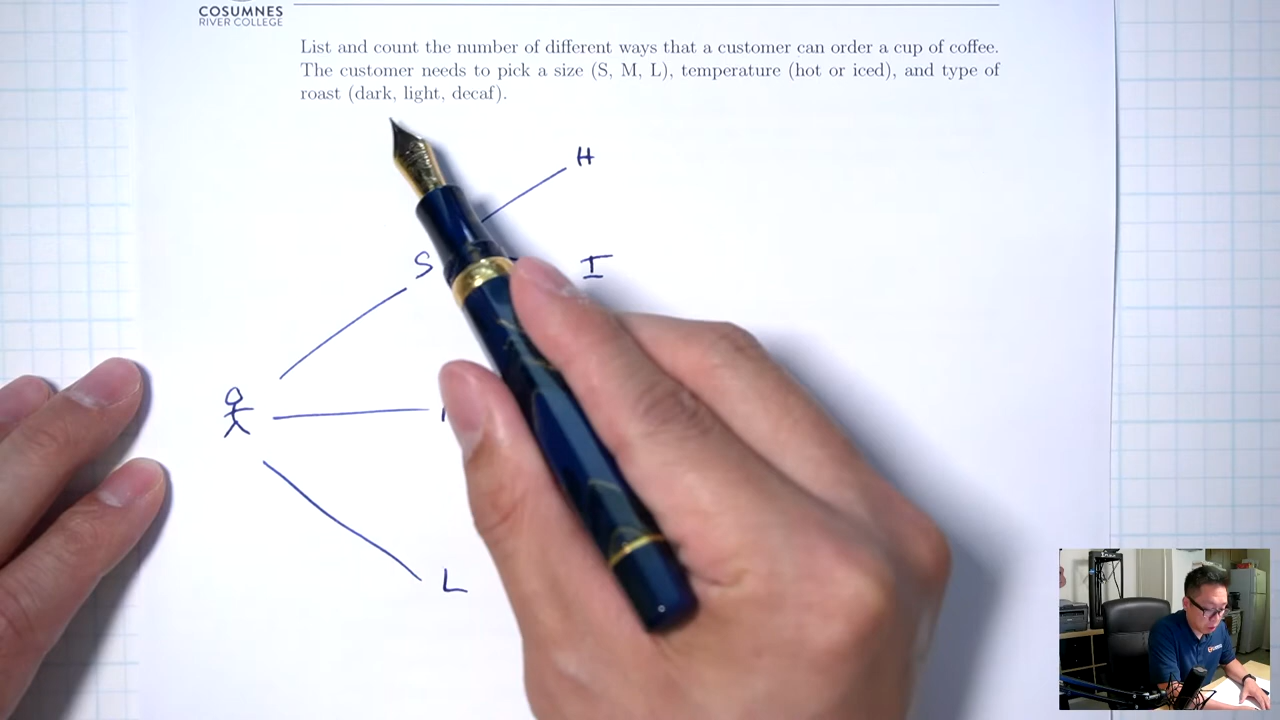 COSUMNES
RIVER COLLEGE
List and count the number of different ways that a customer can order a cup of coffee.
The customer needs to pick a size (S, M, L), temperature (hot or iced), and type of
roast (dark, light, decaf).
H
S
I
L